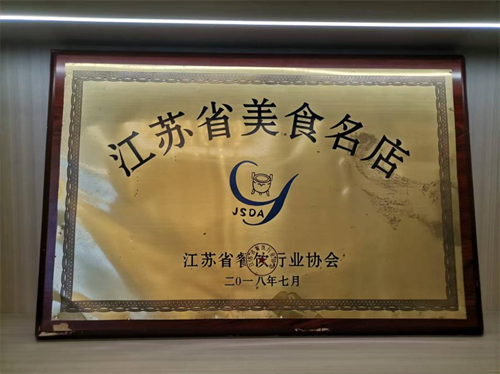 江苏省美食名店
JSDA
江苏省餐饮行业协会
二〇一八年七月